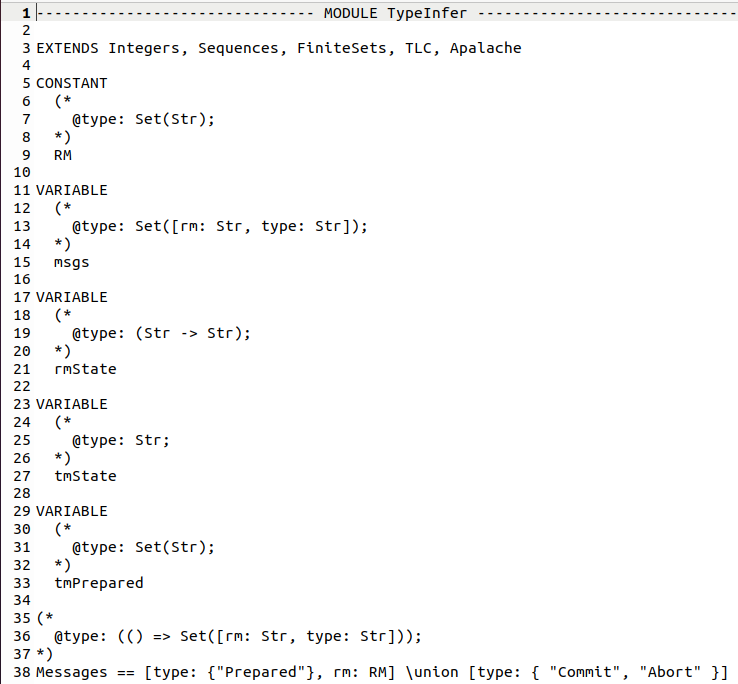 1 ------------------------------- MODULE TypeInfer -----------------------------
2
3 EXTENDS Integers, Sequences, FiniteSets, TLC, Apalache
4
5 CONSTANT
6   (*
7     @type: Set(Str);
8   *)
9   RM
10
11 VARIABLE
12   (*
13     @type: Set([rm: Str, type: Str]);
14   *)
15   msgs
16
17 VARIABLE
18   (*
19     @type: (Str -> Str);
20   *)
21   rmState
22
23 VARIABLE
24   (*
25     @type: Str;
26   *)
27   tmState
28
29 VARIABLE
30   (*
31     @type: Set(Str);
32   *)
33   tmPrepared
34
35 (*
36   @type: (() => Set([rm: Str, type: Str]));
37 *)
38 Messages == [type: {"Prepared"}, rm: RM] \union [type: { "Commit", "Abort" }]